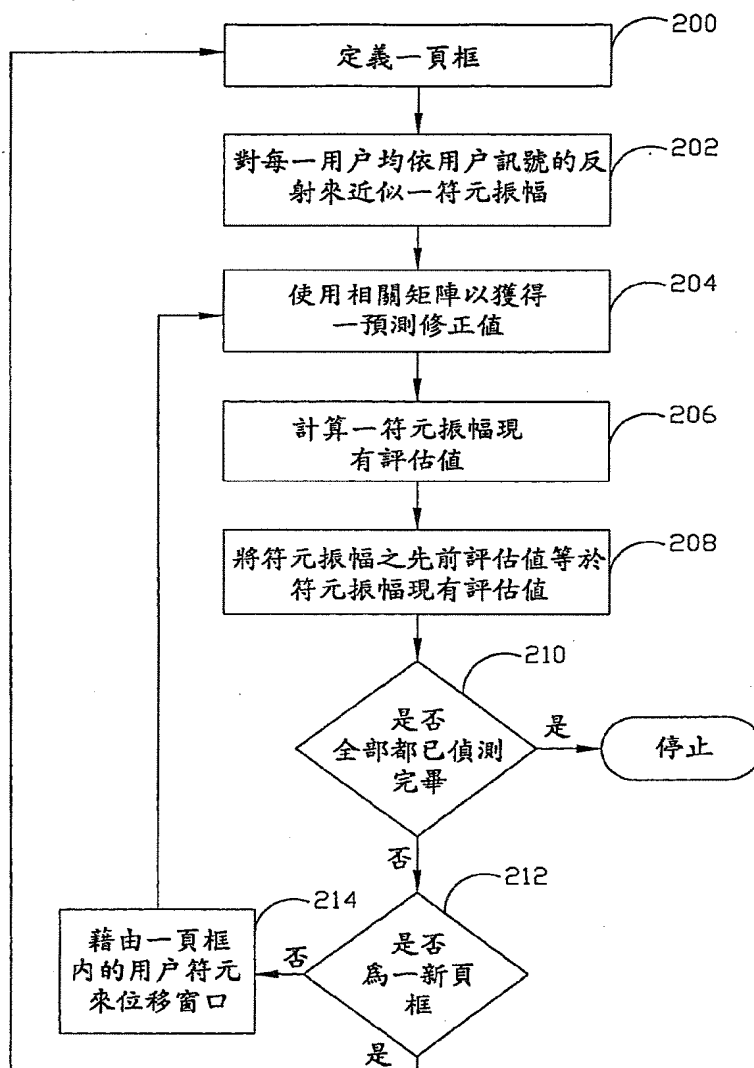 200
定義一頁框
202
對每一用户均依用户訊號的反
射來近似一符元振幅
204
使用相關矩陣以獲得
一預測修正值
206
計算一符元振幅現
有評估值
208
將符元振幅之先前評估值等於
符元振幅現有評估值
210
是否
全部都已偵測
完畢
是
停止
否
212
是否
為一新頁
框
否
214
藉由一頁框
內的用户符元
來位移窗口
是